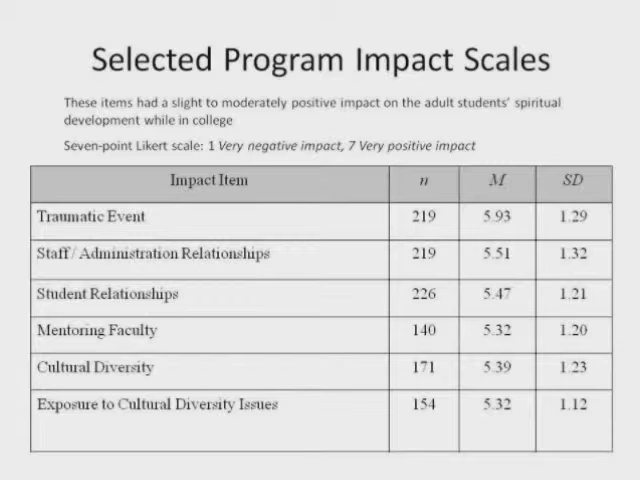 Selected Program Impact Scales
These items had a slight to moderately positive impact on the adult students' spiritual
development while in college
Seven-point Likert scale: 1 Very negative impact, 7 Very positive impact
Impact Item n M SD
Traumatic Event 219 5.93 1.29
Staff / Administration Relationships 219 5.51 1.32
Student Relationships 226 5.47 1.21
Mentoring Faculty 140 5.32 1.20
Cultural Diversity 171 5.39 1.23
Exposure to Cultural Diversity Issues 154 5.32 1.12